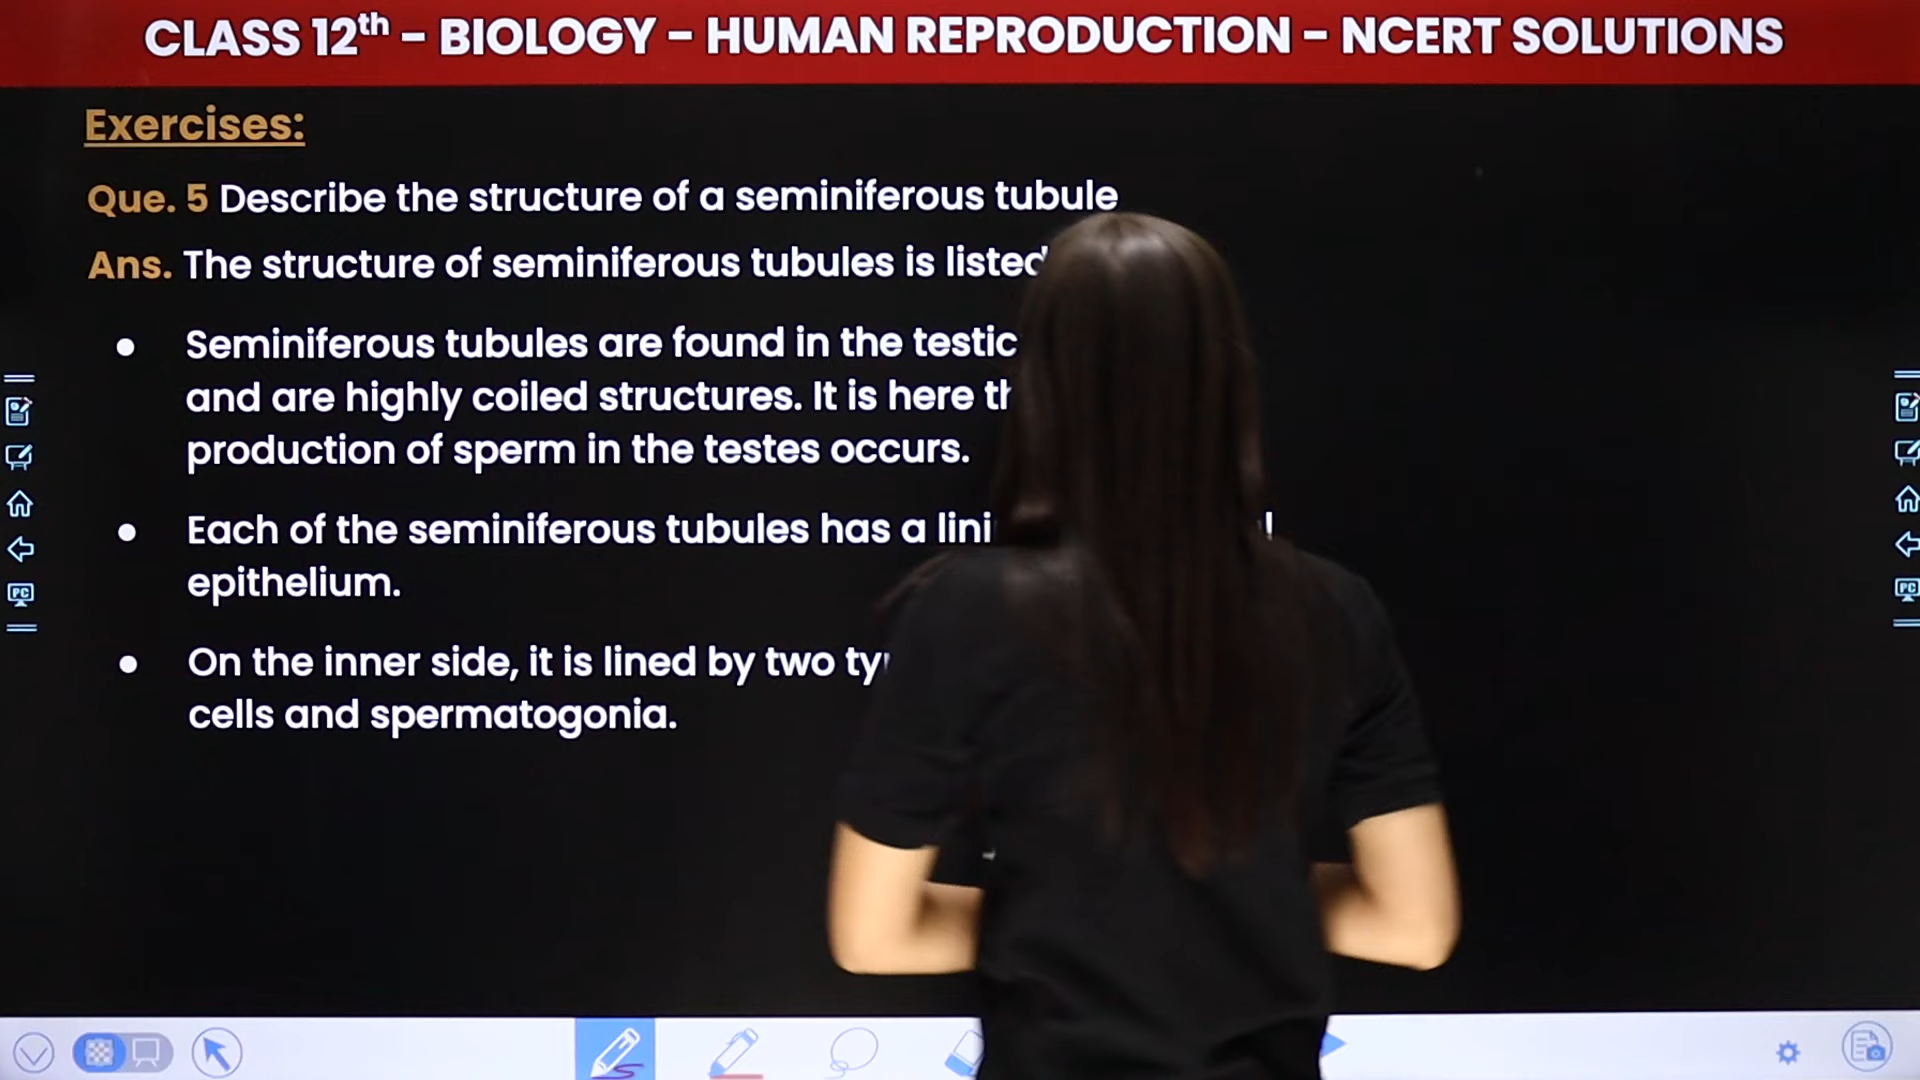 CLASS 12th - BIOLOGY - HUMAN REPRODUCTION - NCERT SOLUTIONS
Exercises:
Que. 5 Describe the structure of a seminiferous tubule
Ans. The structure of seminiferous tubules is listed
● Seminiferous tubules are found in the
and are highly coiled structures. It is here
production of sperm in the testes occurs.
● Each of the seminiferous tubules has a
epithelium.
● On the inner side, it is lined by two
cells and spermatogonia.
PC
PC